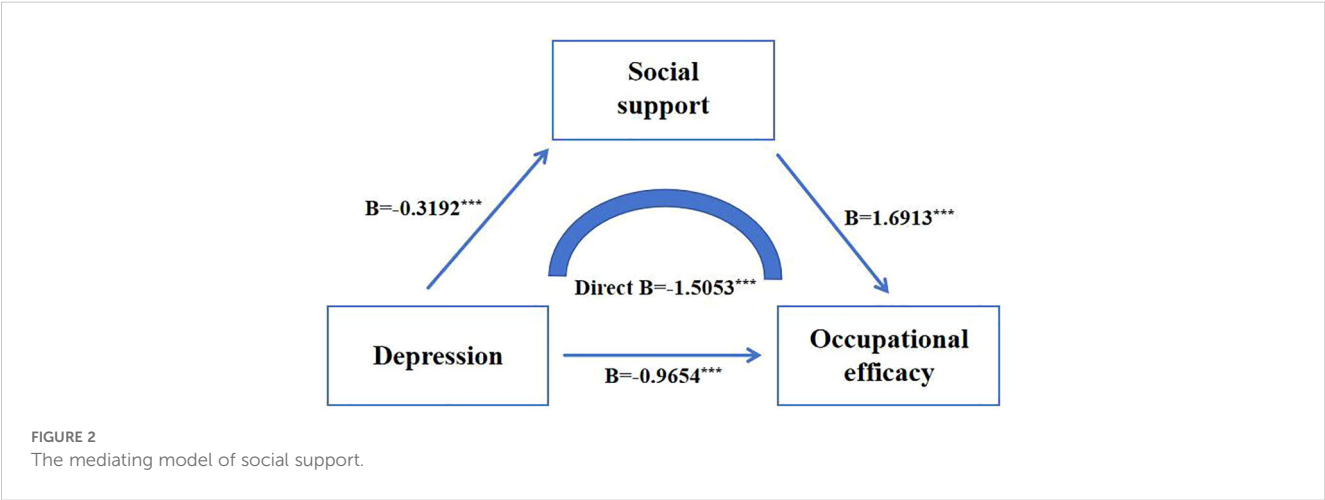 Social
support
B=-0.3192***
B=1.6913***
Direct B=-1.5053***
Depression
B=-0.9654***
Occupational
efficacy
FIGURE 2
The mediating model of social support.